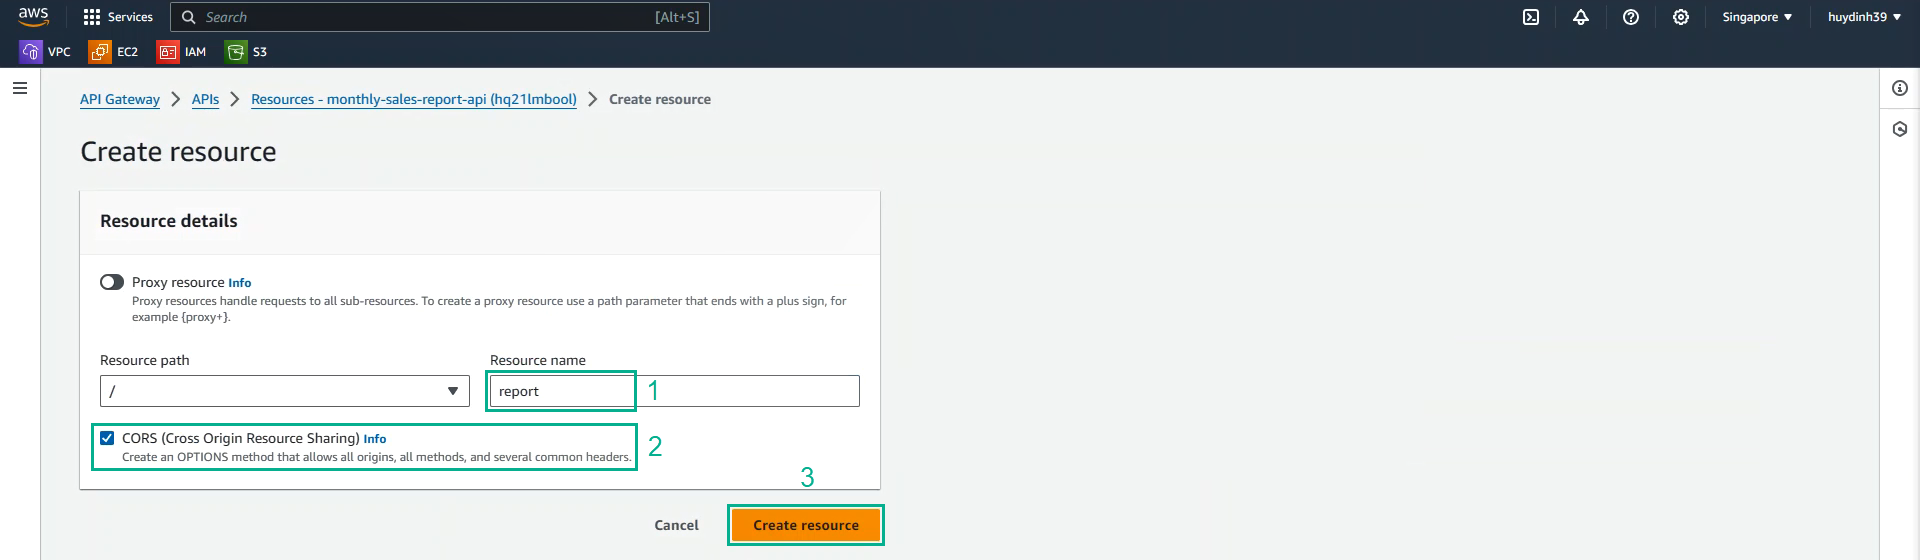 aws
Services
Search [Alt+S]
Singapore
huydinh39
VPC EC2 IAM S3
API Gateway > APIs > Resources - monthly-sales-report-api (hq21lmbool) > Create resource
Create resource
Resource details
Proxy resource Info
Proxy resources handle requests to all sub-resources. To create a proxy resource use a path parameter that ends with a plus sign, for
example {proxy+}.
Resource path
/
Resource name
report
1
CORS (Cross Origin Resource Sharing) Info
Create an OPTIONS method that allows all origins, all methods, and several common headers.
2
3
Cancel
Create resource